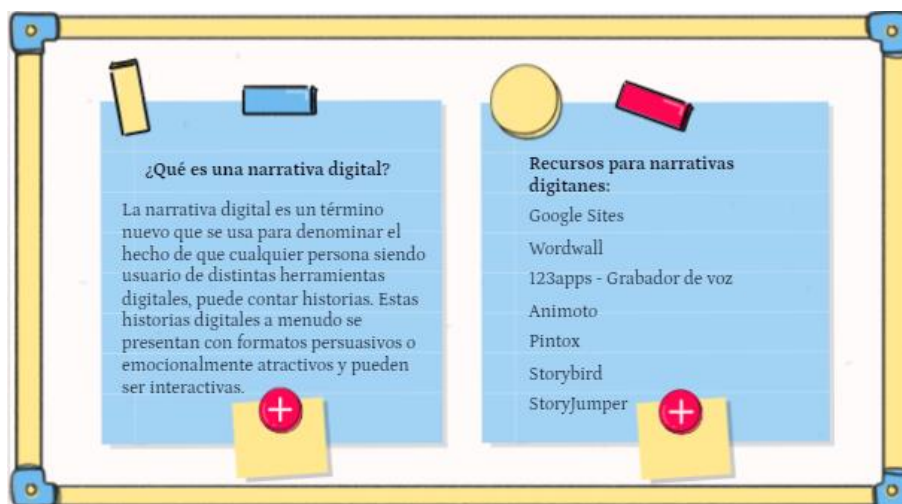 ¿Qué es una narrativa digital?
La narrativa digital es un término
nuevo que se usa para denominar el
hecho de que cualquier persona siendo
usuario de distintas herramientas
digitales, puede contar historias. Estas
historias digitales a menudo se
presentan con formatos persuasivos o
emocionalmente atractivos y pueden
ser interactivas.
Recursos para narrativas
digitanes:
Google Sites
Wordwall
123apps - Grabador de voz
Animoto
Pintox
Storybird
StoryJumper